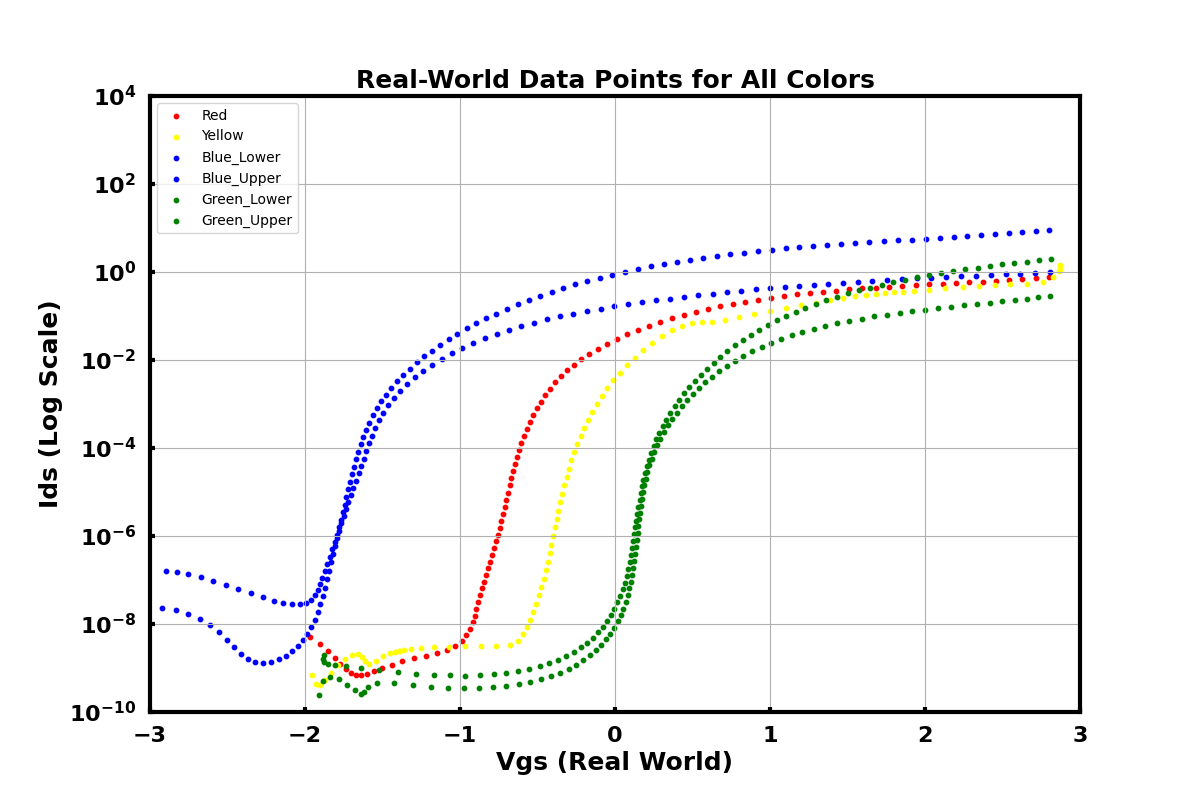 Real-World Data Points for All Colors
Ids (Log Scale)
10^4
10^2
10^0
10^−2
10^−4
10^−6
10^−8
10^−10
Red
Yellow
Blue_Lower
Blue_Upper
Green_Lower
Green_Upper
−3 −2 −1 0 1 2 3
Vgs (Real World)